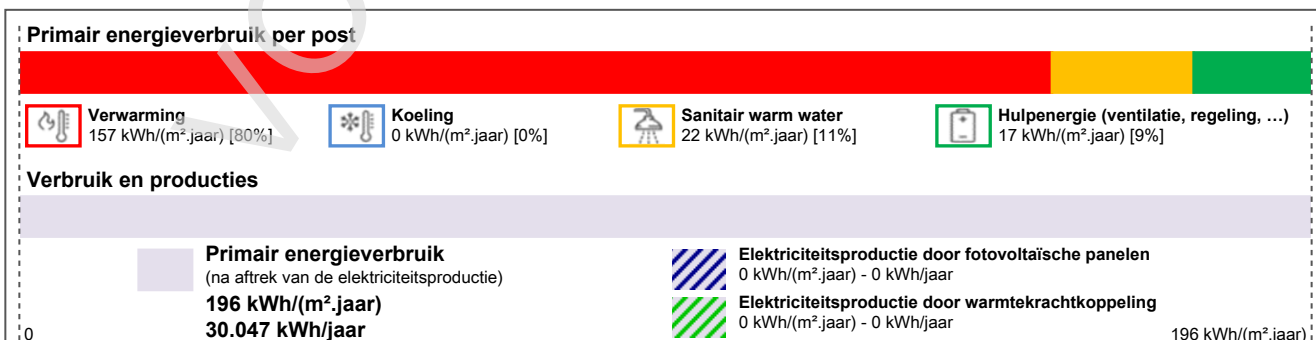 Primair energieverbruik per post
Verwarming
157 kWh/(m².jaar) [80%]
Koeling
0 kWh/(m².jaar) [0%]
Sanitair warm water
22 kWh/(m².jaar) [11%]
Hulpenergie (ventilatie, regeling, …)
17 kWh/(m².jaar) [9%]
Verbruik en producties
Primair energieverbruik
(na aftrek van de elektriciteitsproductie)
196 kWh/(m².jaar)
30.047 kWh/jaar
Elektriciteitsproductie door fotovoltaïsche panelen
0 kWh/(m².jaar) - 0 kWh/jaar
Elektriciteitsproductie door warmtekrachtkoppeling
0 kWh/(m².jaar) - 0 kWh/jaar
0
196 kWh/(m².jaar)